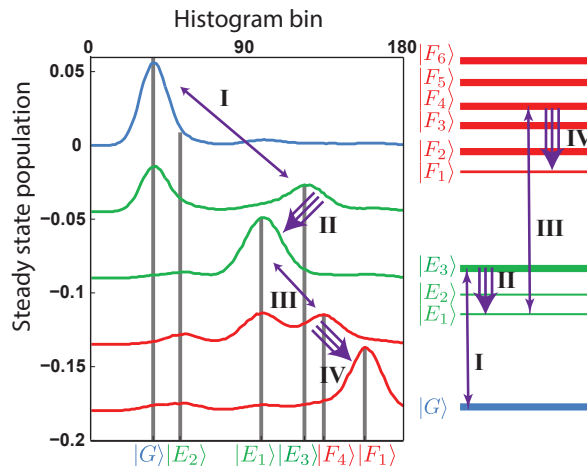 Histogram bin
0 90 180
Steady state population
0.05
0
−0.05
−0.1
−0.15
−0.2
I
II
III
IV
|G⟩ |E₂⟩ |E₁⟩ |E₃⟩ |F₄⟩ |F₁⟩
|F₆⟩
|F₅⟩
|F₄⟩
|F₃⟩
|F₂⟩
|F₁⟩
IV
III
|E₃⟩
II
|E₂⟩
|E₁⟩
I
|G⟩